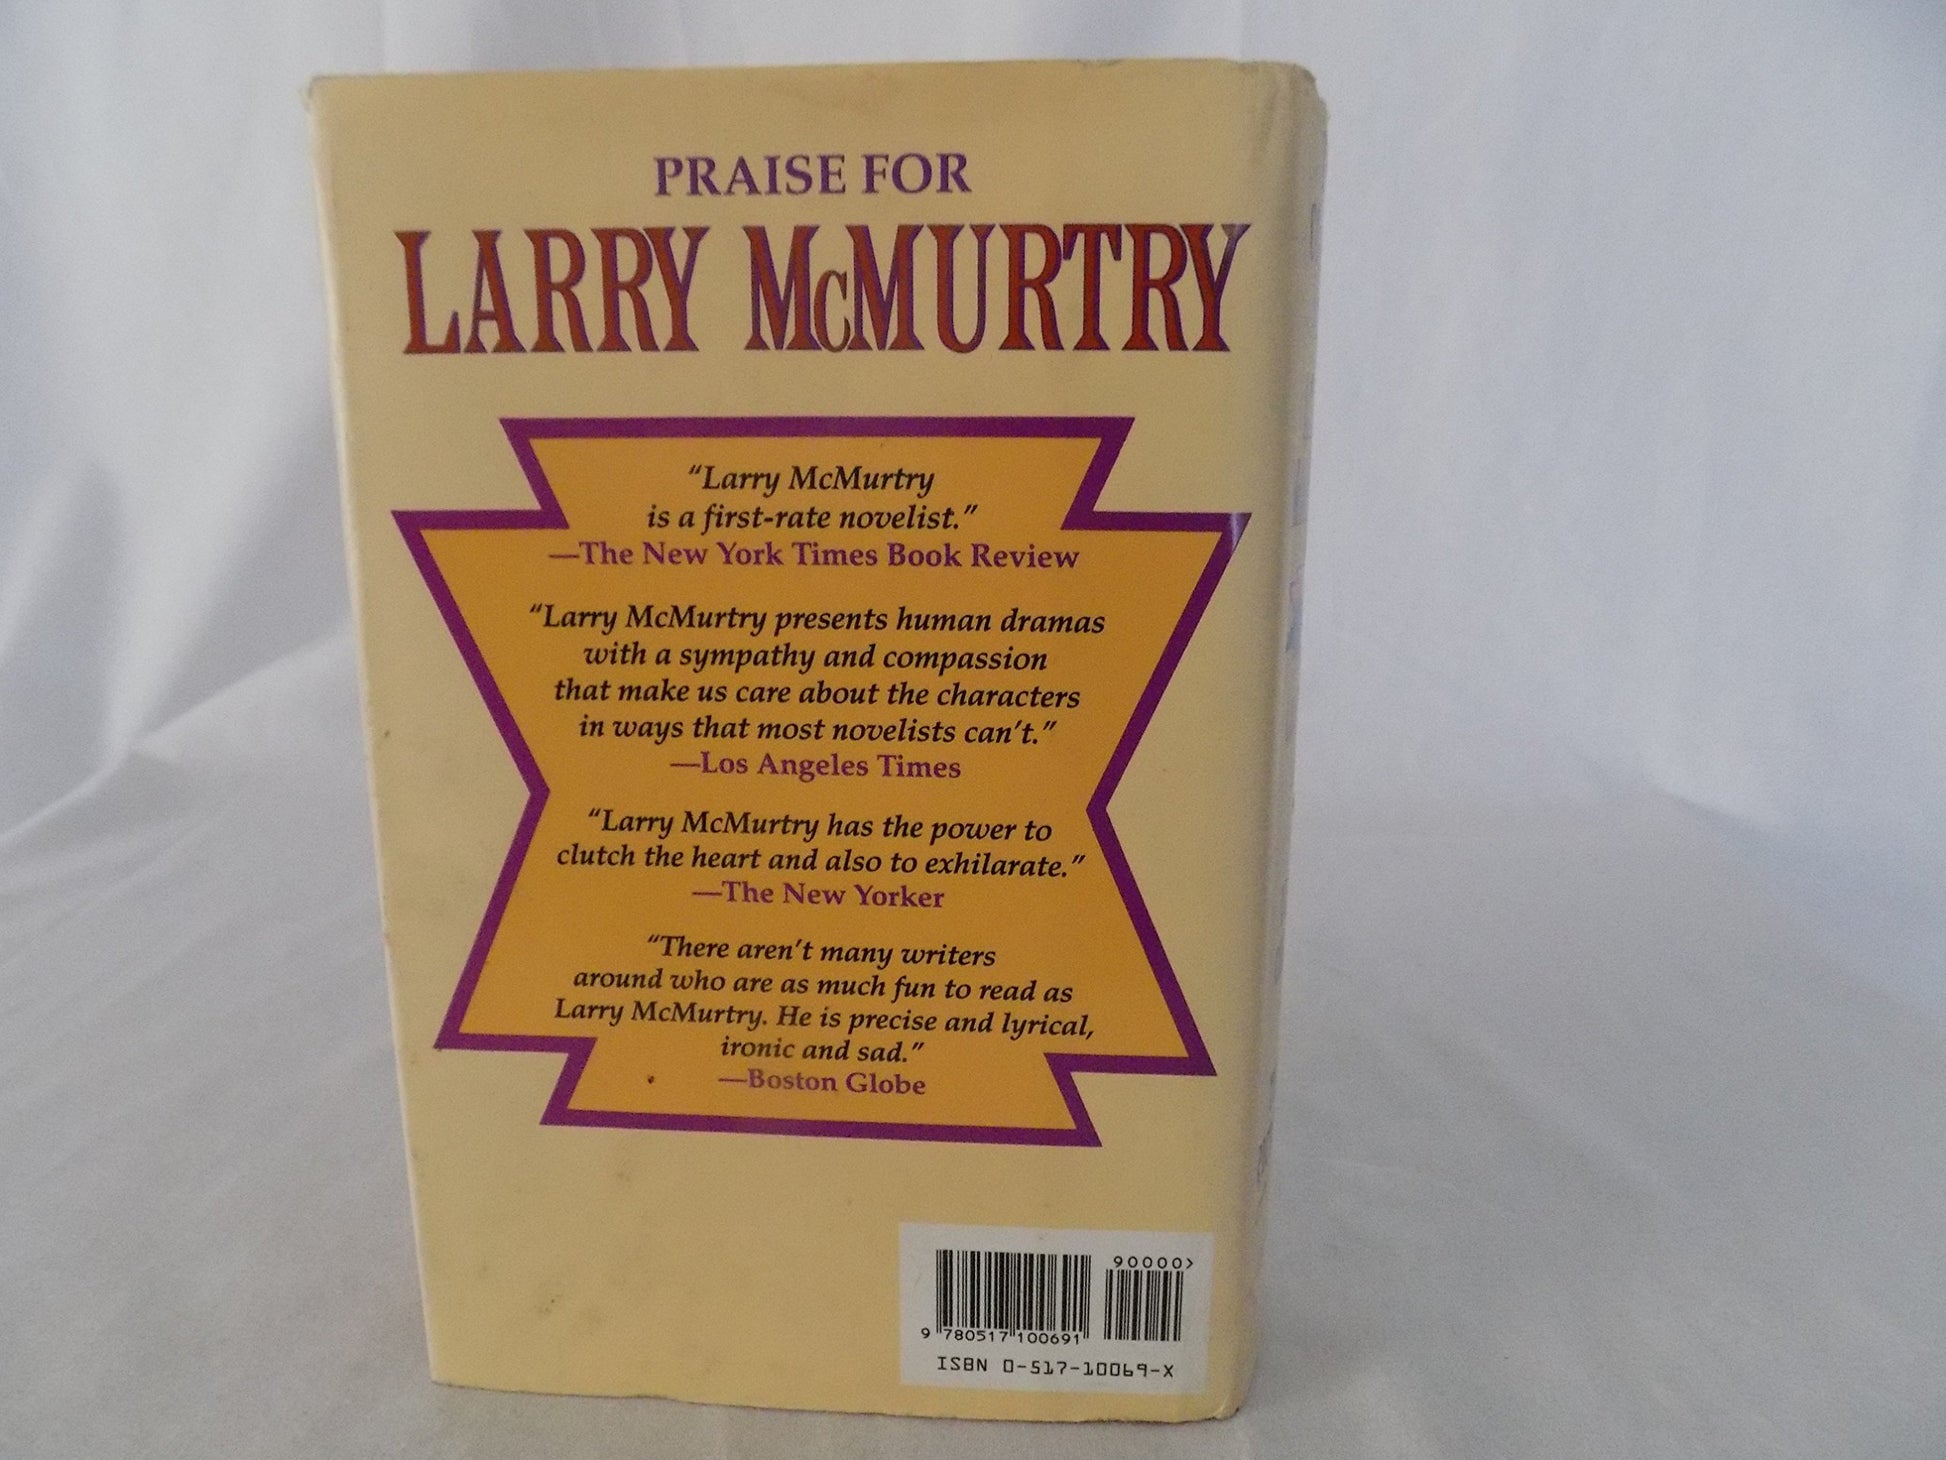 PRAISE FOR
LARRY McMURTRY
“Larry McMurtry
is a first-rate novelist.”
—The New York Times Book Review
“Larry McMurtry presents human dramas
with a sympathy and compassion
that make us care about the characters
in ways that most novelists can't.”
—Los Angeles Times
“Larry McMurtry has the power to
clutch the heart and also to exhilarate.”
—The New Yorker
“There aren't many writers
around who are as much fun to read as
Larry McMurtry. He is precise and lyrical,
ironic and sad.”
—Boston Globe
90000>
9 780517 100691
ISBN 0-517-10069-X